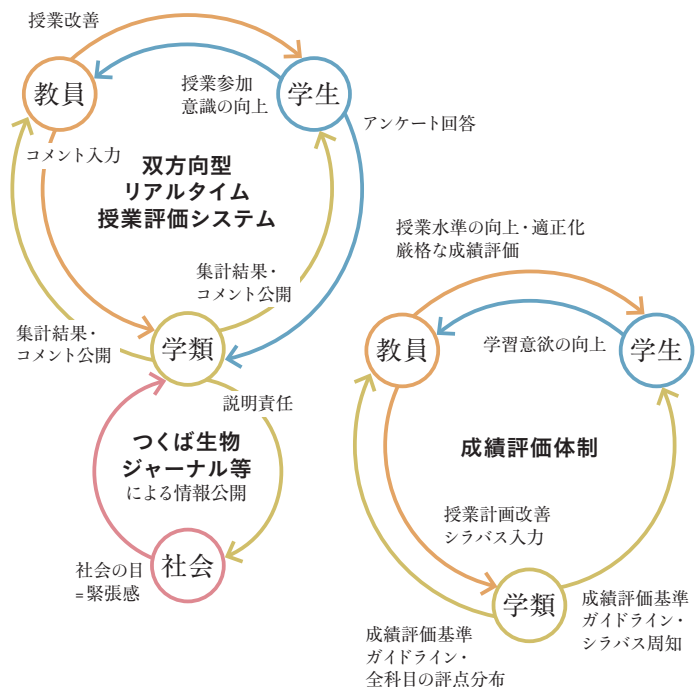 授業改善
教員
学生
授業参加
意識の向上
アンケート回答
コメント入力
双方向型
リアルタイム
授業評価システム
集計結果・
コメント公開
集計結果・
コメント公開
学類
説明責任
つくば生物
ジャーナル等
による情報公開
社会の目
=緊張感
社会
授業水準の向上・適正化
厳格な成績評価
教員
学生
学習意欲の向上
成績評価体制
授業計画改善
シラバス入力
学類
成績評価基準
ガイドライン・
全科目の評点分布
成績評価基準
ガイドライン・
シラバス周知